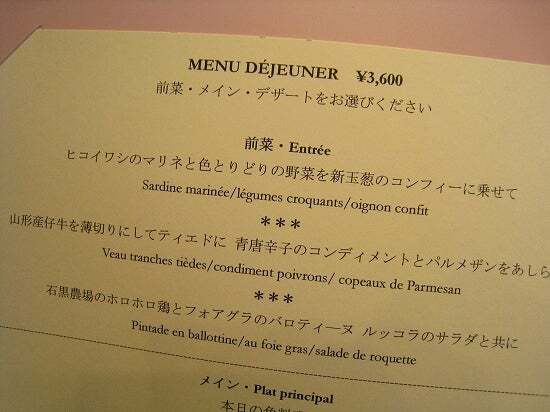 MENU DÉJEUNER ¥3,600
前菜・メイン・デザートをお選びください
前菜・Entrée
ヒコイワシのマリネと色とりどりの野菜を新玉葱のコンフィーに乗せて
Sardine marinée/légumes croquants/oignon confit
***
山形産仔牛を薄切りにしてティエドに 青唐辛子のコンディメントとパルメザンをあしら
Veau tranches tièdes/condiment poivrons/ copeaux de Parmesan
***
石黒農場のホロホロ鶏とフォアグラのバロティーヌ ルッコラのサラダと共に
Pintade en ballottine/au foie gras/salade de roquette
メイン・Plat principal
本日の魚料